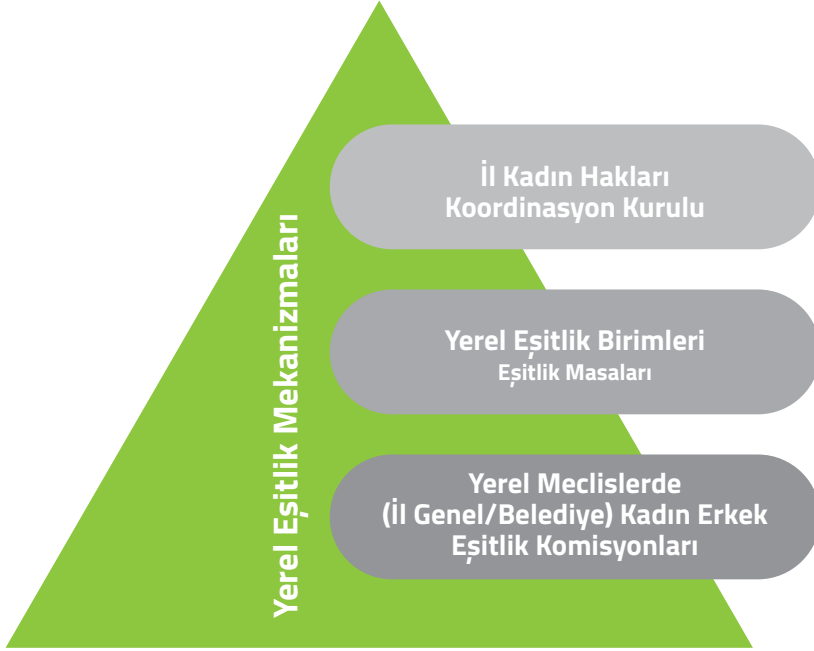 Yerel Eşitlik Mekanizmaları
İl Kadın Hakları
Koordinasyon Kurulu
Yerel Eşitlik Birimleri
Eşitlik Masaları
Yerel Meclislerde
(İl Genel/Belediye) Kadın Erkek
Eşitlik Komisyonları